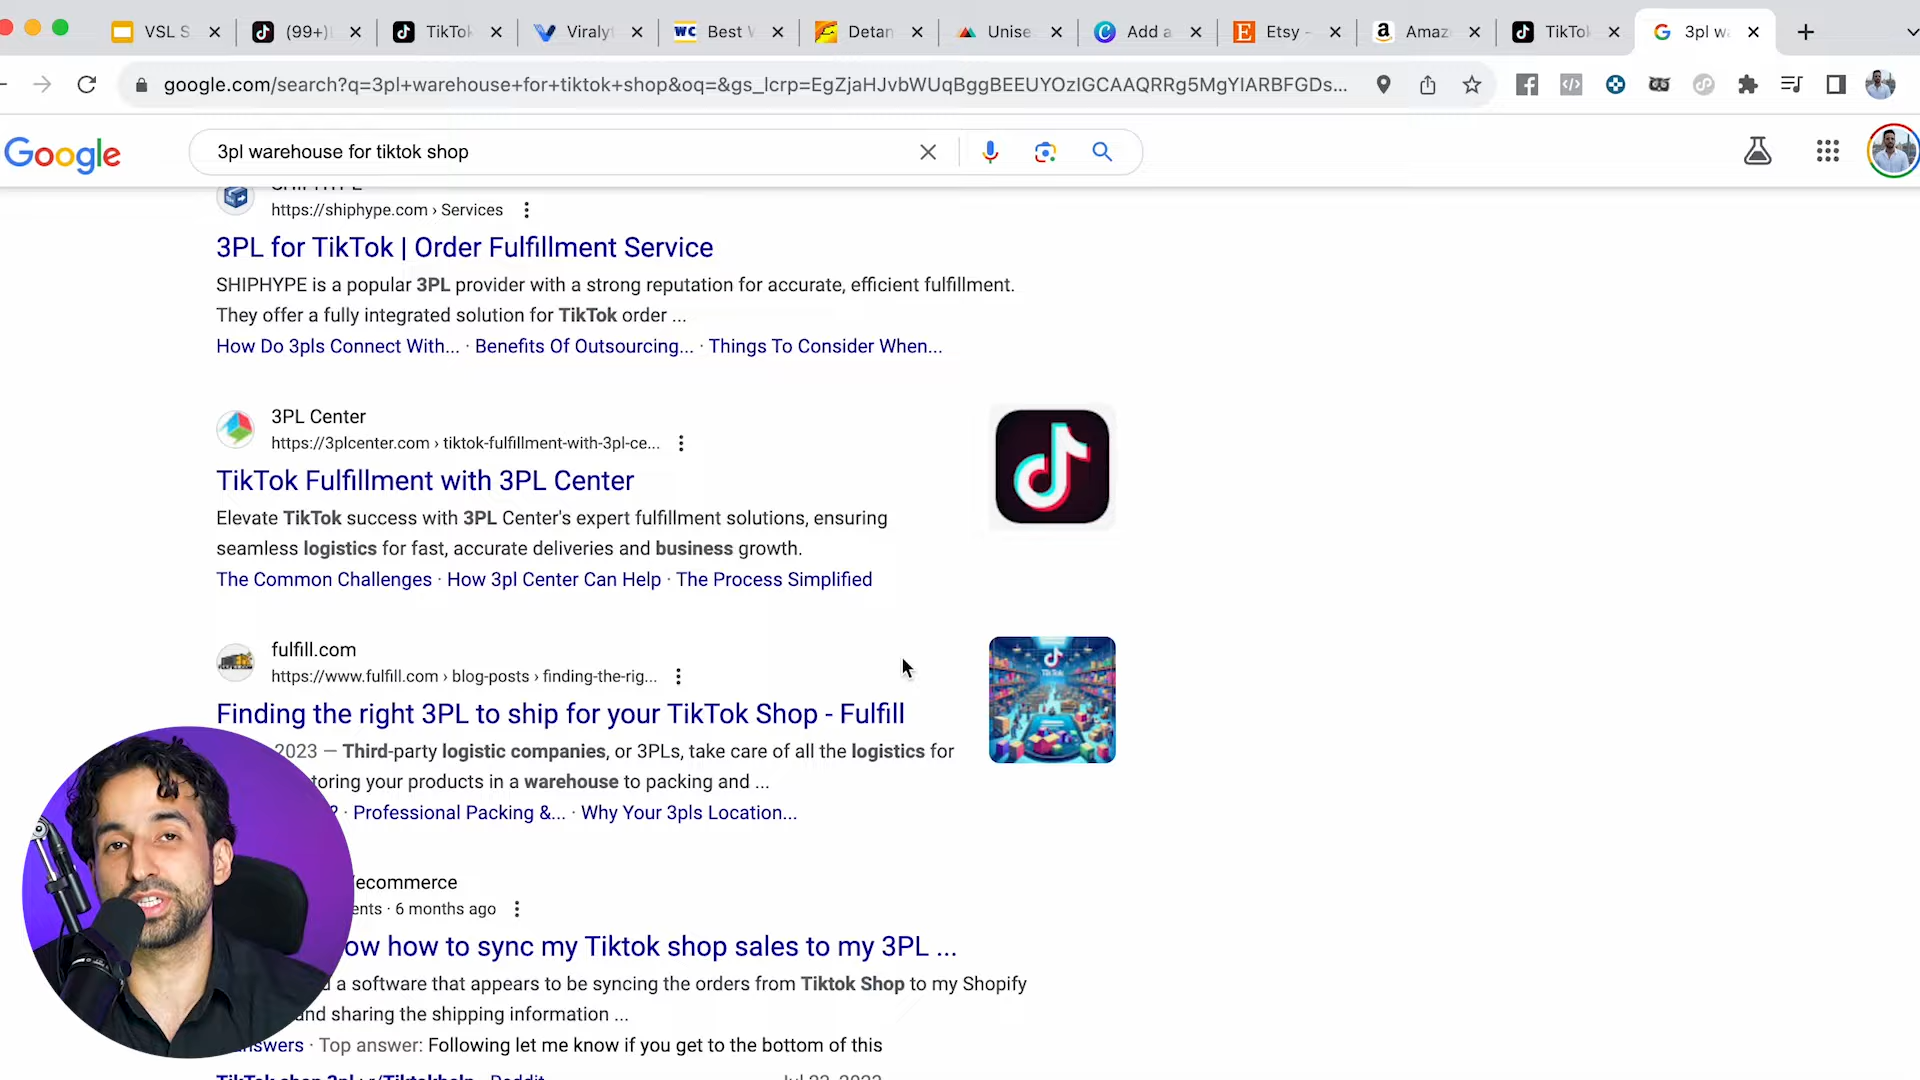 VSL S
(99+)
TikTok
Viralyt
WC Best W
Detan
Unise
Add a
Etsy -
Amaz
TikTok
3pl wa
google.com/search?q=3pl+warehouse+for+tiktok+shop&oq=&gs_lcrp=EgZjaHJvbWUqBggBEEUYOzIGCAAQRRg5MgYIARBFGDs...
Google
3pl warehouse for tiktok shop
SHIPHYPE
https://shiphype.com › Services
3PL for TikTok | Order Fulfillment Service
SHIPHYPE is a popular 3PL provider with a strong reputation for accurate, efficient fulfillment.
They offer a fully integrated solution for TikTok order ...
How Do 3pls Connect With... · Benefits Of Outsourcing... · Things To Consider When...
3PL Center
https://3plcenter.com › tiktok-fulfillment-with-3pl-ce...
TikTok Fulfillment with 3PL Center
Elevate TikTok success with 3PL Center's expert fulfillment solutions, ensuring
seamless logistics for fast, accurate deliveries and business growth.
The Common Challenges · How 3pl Center Can Help · The Process Simplified
fulfill.com
https://www.fulfill.com › blog-posts › finding-the-rig...
Finding the right 3PL to ship for your TikTok Shop - Fulfill
2023 — Third-party logistic companies, or 3PLs, take care of all the logistics for
toring your products in a warehouse to packing and ...
? · Professional Packing &... · Why Your 3pls Location...
TikTok
/ecommerce
ents · 6 months ago
ow how to sync my Tiktok shop sales to my 3PL ...
d a software that appears to be syncing the orders from Tiktok Shop to my Shopify
and sharing the shipping information ...
answers · Top answer: Following let me know if you get to the bottom of this
TikTok shop 3pl : r/Tiktokhelp - Reddit
Jul 23, 2023